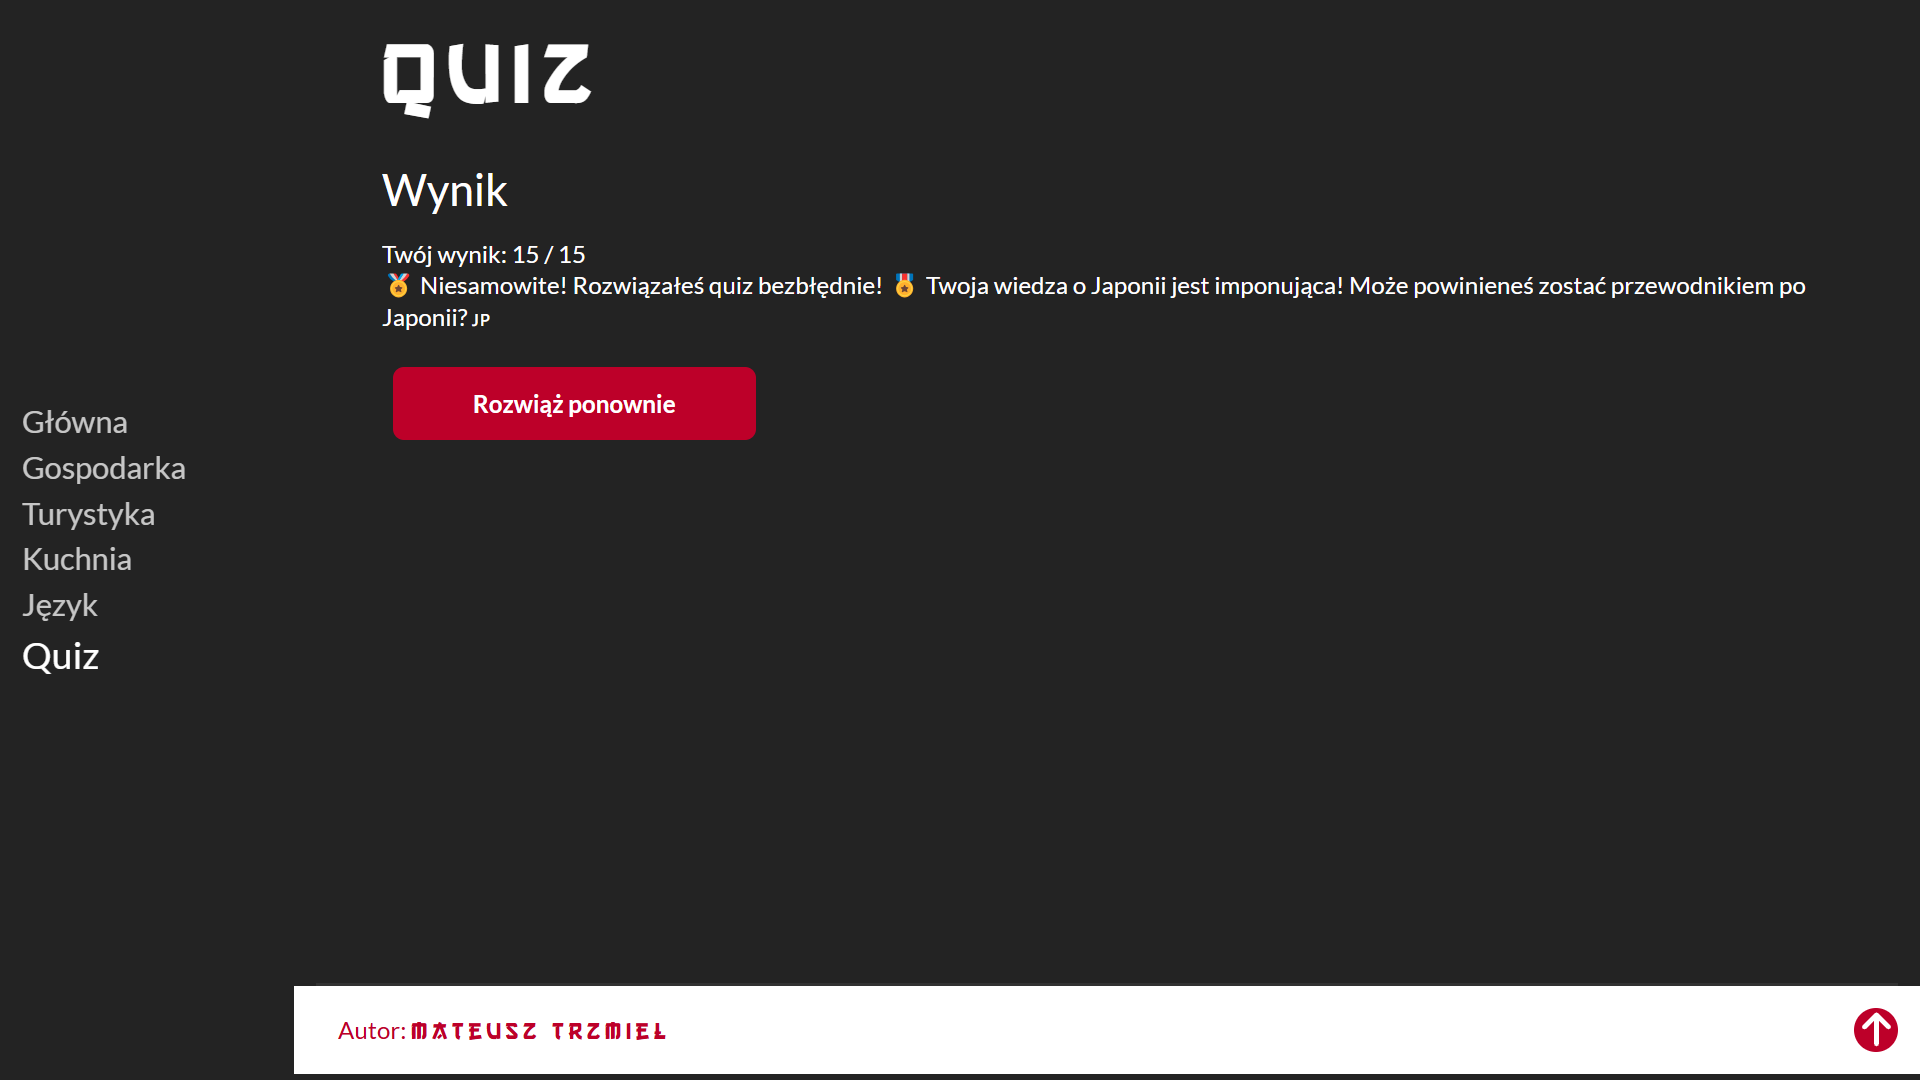 QUIZ
Wynik
Twój wynik: 15 / 15
🏅 Niesamowite! Rozwiązałeś quiz bezbłędnie! 🎖️ Twoja wiedza o Japonii jest imponująca! Może powinieneś zostać przewodnikiem po
Japonii? JP
Rozwiąż ponownie
Główna
Gospodarka
Turystyka
Kuchnia
Język
Quiz
Autor: MATEUSZ TRZMIEL